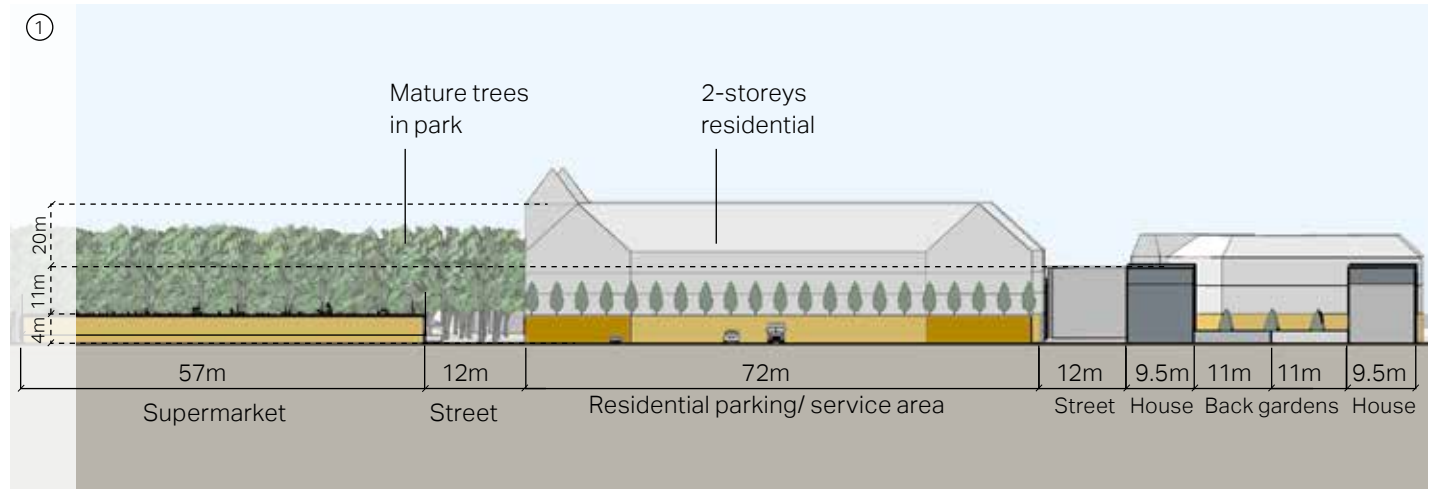 1
Mature trees
in park
2-storeys
residential
20m
11m
4m
57m
12m
72m
12m
9.5m
11m
11m
9.5m
Supermarket
Street
Residential parking/ service area
Street
House
Back gardens
House